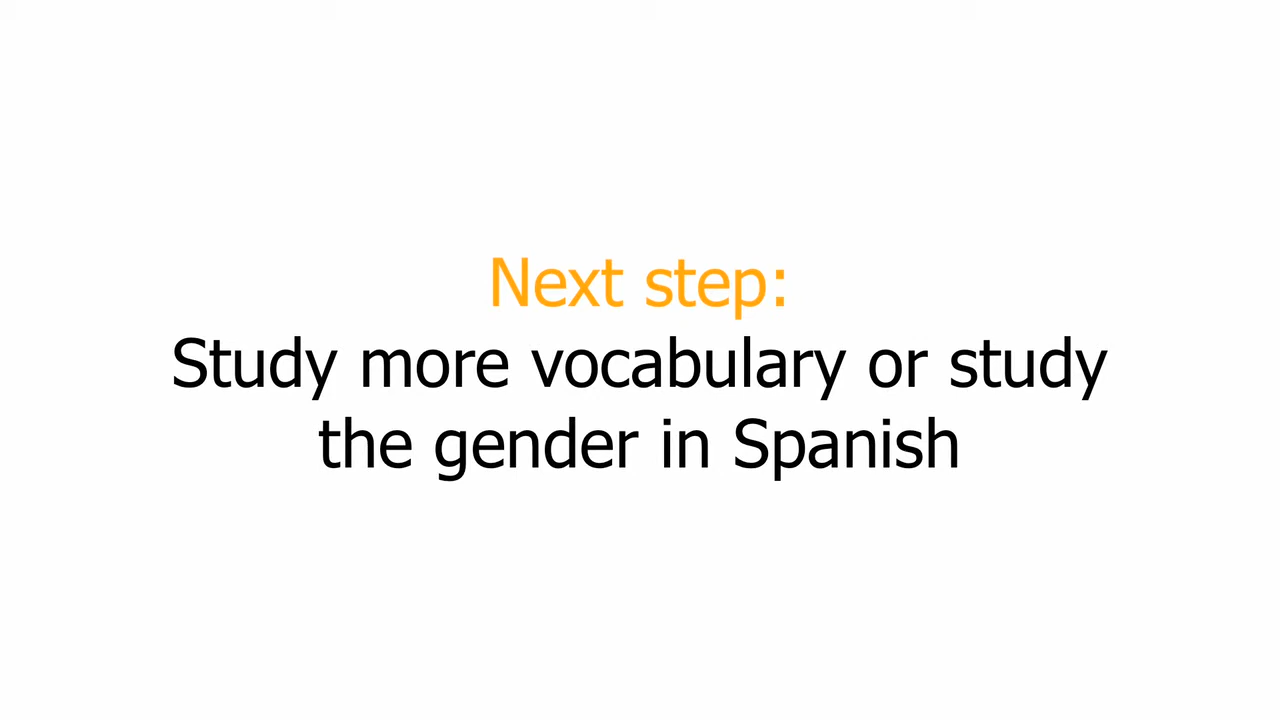 Next step:
Study more vocabulary or study
the gender in Spanish